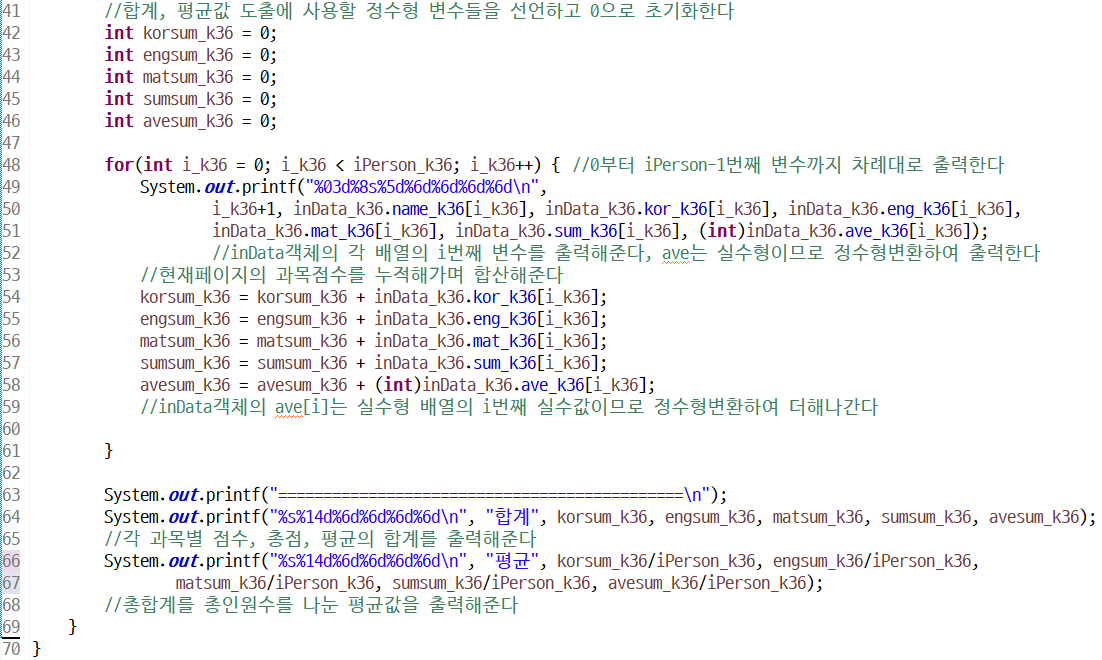 41 //합계, 평균값 도출에 사용할 정수형 변수들을 선언하고 0으로 초기화한다
42 int korsum_k36 = 0;
43 int engsum_k36 = 0;
44 int matsum_k36 = 0;
45 int sumsum_k36 = 0;
46 int avesum_k36 = 0;
47
48 for(int i_k36 = 0; i_k36 < iPerson_k36; i_k36++) { //0부터 iPerson-1번째 변수까지 차례대로 출력한다
49 System.out.printf("%03d%8s%5d%6d%6d%6d%6d\n",
50 i_k36+1, inData_k36.name_k36[i_k36], inData_k36.kor_k36[i_k36], inData_k36.eng_k36[i_k36],
51 inData_k36.mat_k36[i_k36], inData_k36.sum_k36[i_k36], (int)inData_k36.ave_k36[i_k36]);
52 //inData객체의 각 배열의 i번째 변수를 출력해준다, ave는 실수형이므로 정수형변환하여 출력한다
53 //현재페이지의 과목점수를 누적해가며 합산해준다
54 korsum_k36 = korsum_k36 + inData_k36.kor_k36[i_k36];
55 engsum_k36 = engsum_k36 + inData_k36.eng_k36[i_k36];
56 matsum_k36 = matsum_k36 + inData_k36.mat_k36[i_k36];
57 sumsum_k36 = sumsum_k36 + inData_k36.sum_k36[i_k36];
58 avesum_k36 = avesum_k36 + (int)inData_k36.ave_k36[i_k36];
59 //inData객체의 ave[i]는 실수형 배열의 i번째 실수값이므로 정수형변환하여 더해나간다
60
61 }
62
63 System.out.printf("=============================================\n");
64 System.out.printf("%s%14d%6d%6d%6d%6d\n", "합계", korsum_k36, engsum_k36, matsum_k36, sumsum_k36, avesum_k36);
65 //각 과목별 점수, 총점, 평균의 합계를 출력해준다
66 System.out.printf("%s%14d%6d%6d%6d%6d\n", "평균", korsum_k36/iPerson_k36, engsum_k36/iPerson_k36,
67 matsum_k36/iPerson_k36, sumsum_k36/iPerson_k36, avesum_k36/iPerson_k36);
68 //총합계를 총인원수를 나눈 평균값을 출력해준다
69 }
70 }